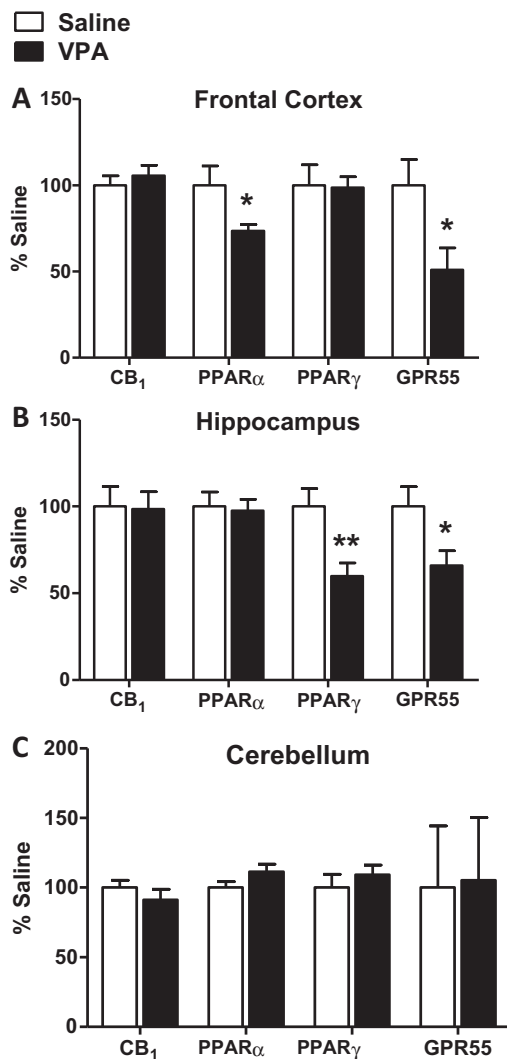 Saline
VPA
A Frontal Cortex
150
100
50
0
% Saline
* *
CB₁ PPARα PPARγ GPR55
B Hippocampus
150
100
50
0
% Saline
** *
CB₁ PPARα PPARγ GPR55
C Cerebellum
200
150
100
50
0
% Saline
CB₁ PPARα PPARγ GPR55